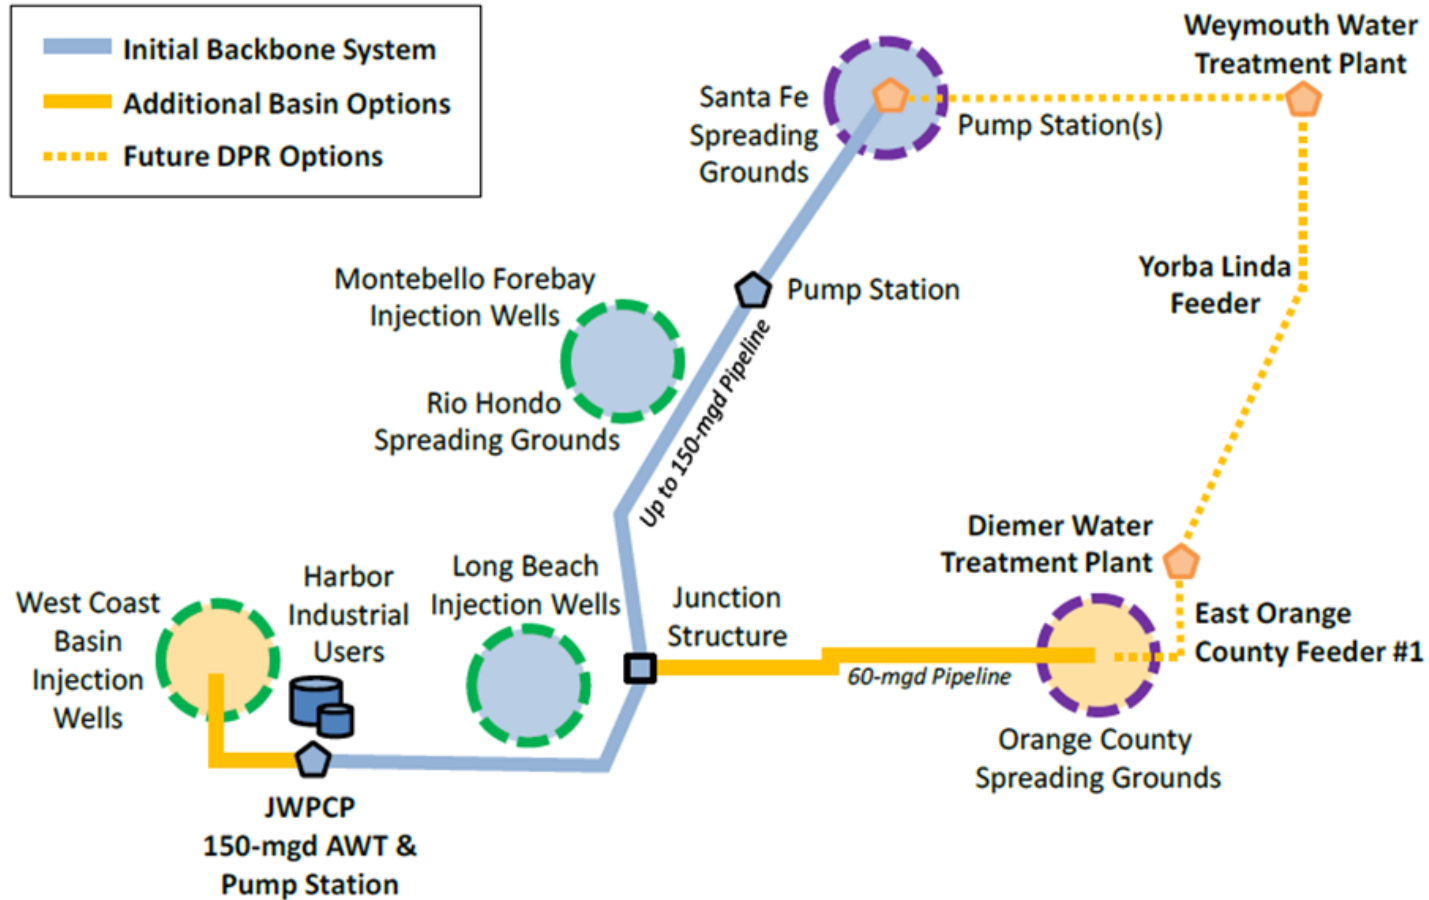 Initial Backbone System
Additional Basin Options
Future DPR Options
Weymouth Water
Treatment Plant
Santa Fe
Spreading
Grounds
Pump Station(s)
Yorba Linda
Feeder
Montebello Forebay
Injection Wells
Pump Station
Rio Hondo
Spreading Grounds
Up to 150-mgd Pipeline
Diemer Water
Treatment Plant
Long Beach
Injection Wells
Harbor
Industrial
Users
West Coast
Basin
Injection
Wells
Junction
Structure
East Orange
County Feeder #1
60-mgd Pipeline
Orange County
Spreading Grounds
JWPCP
150-mgd AWT &
Pump Station